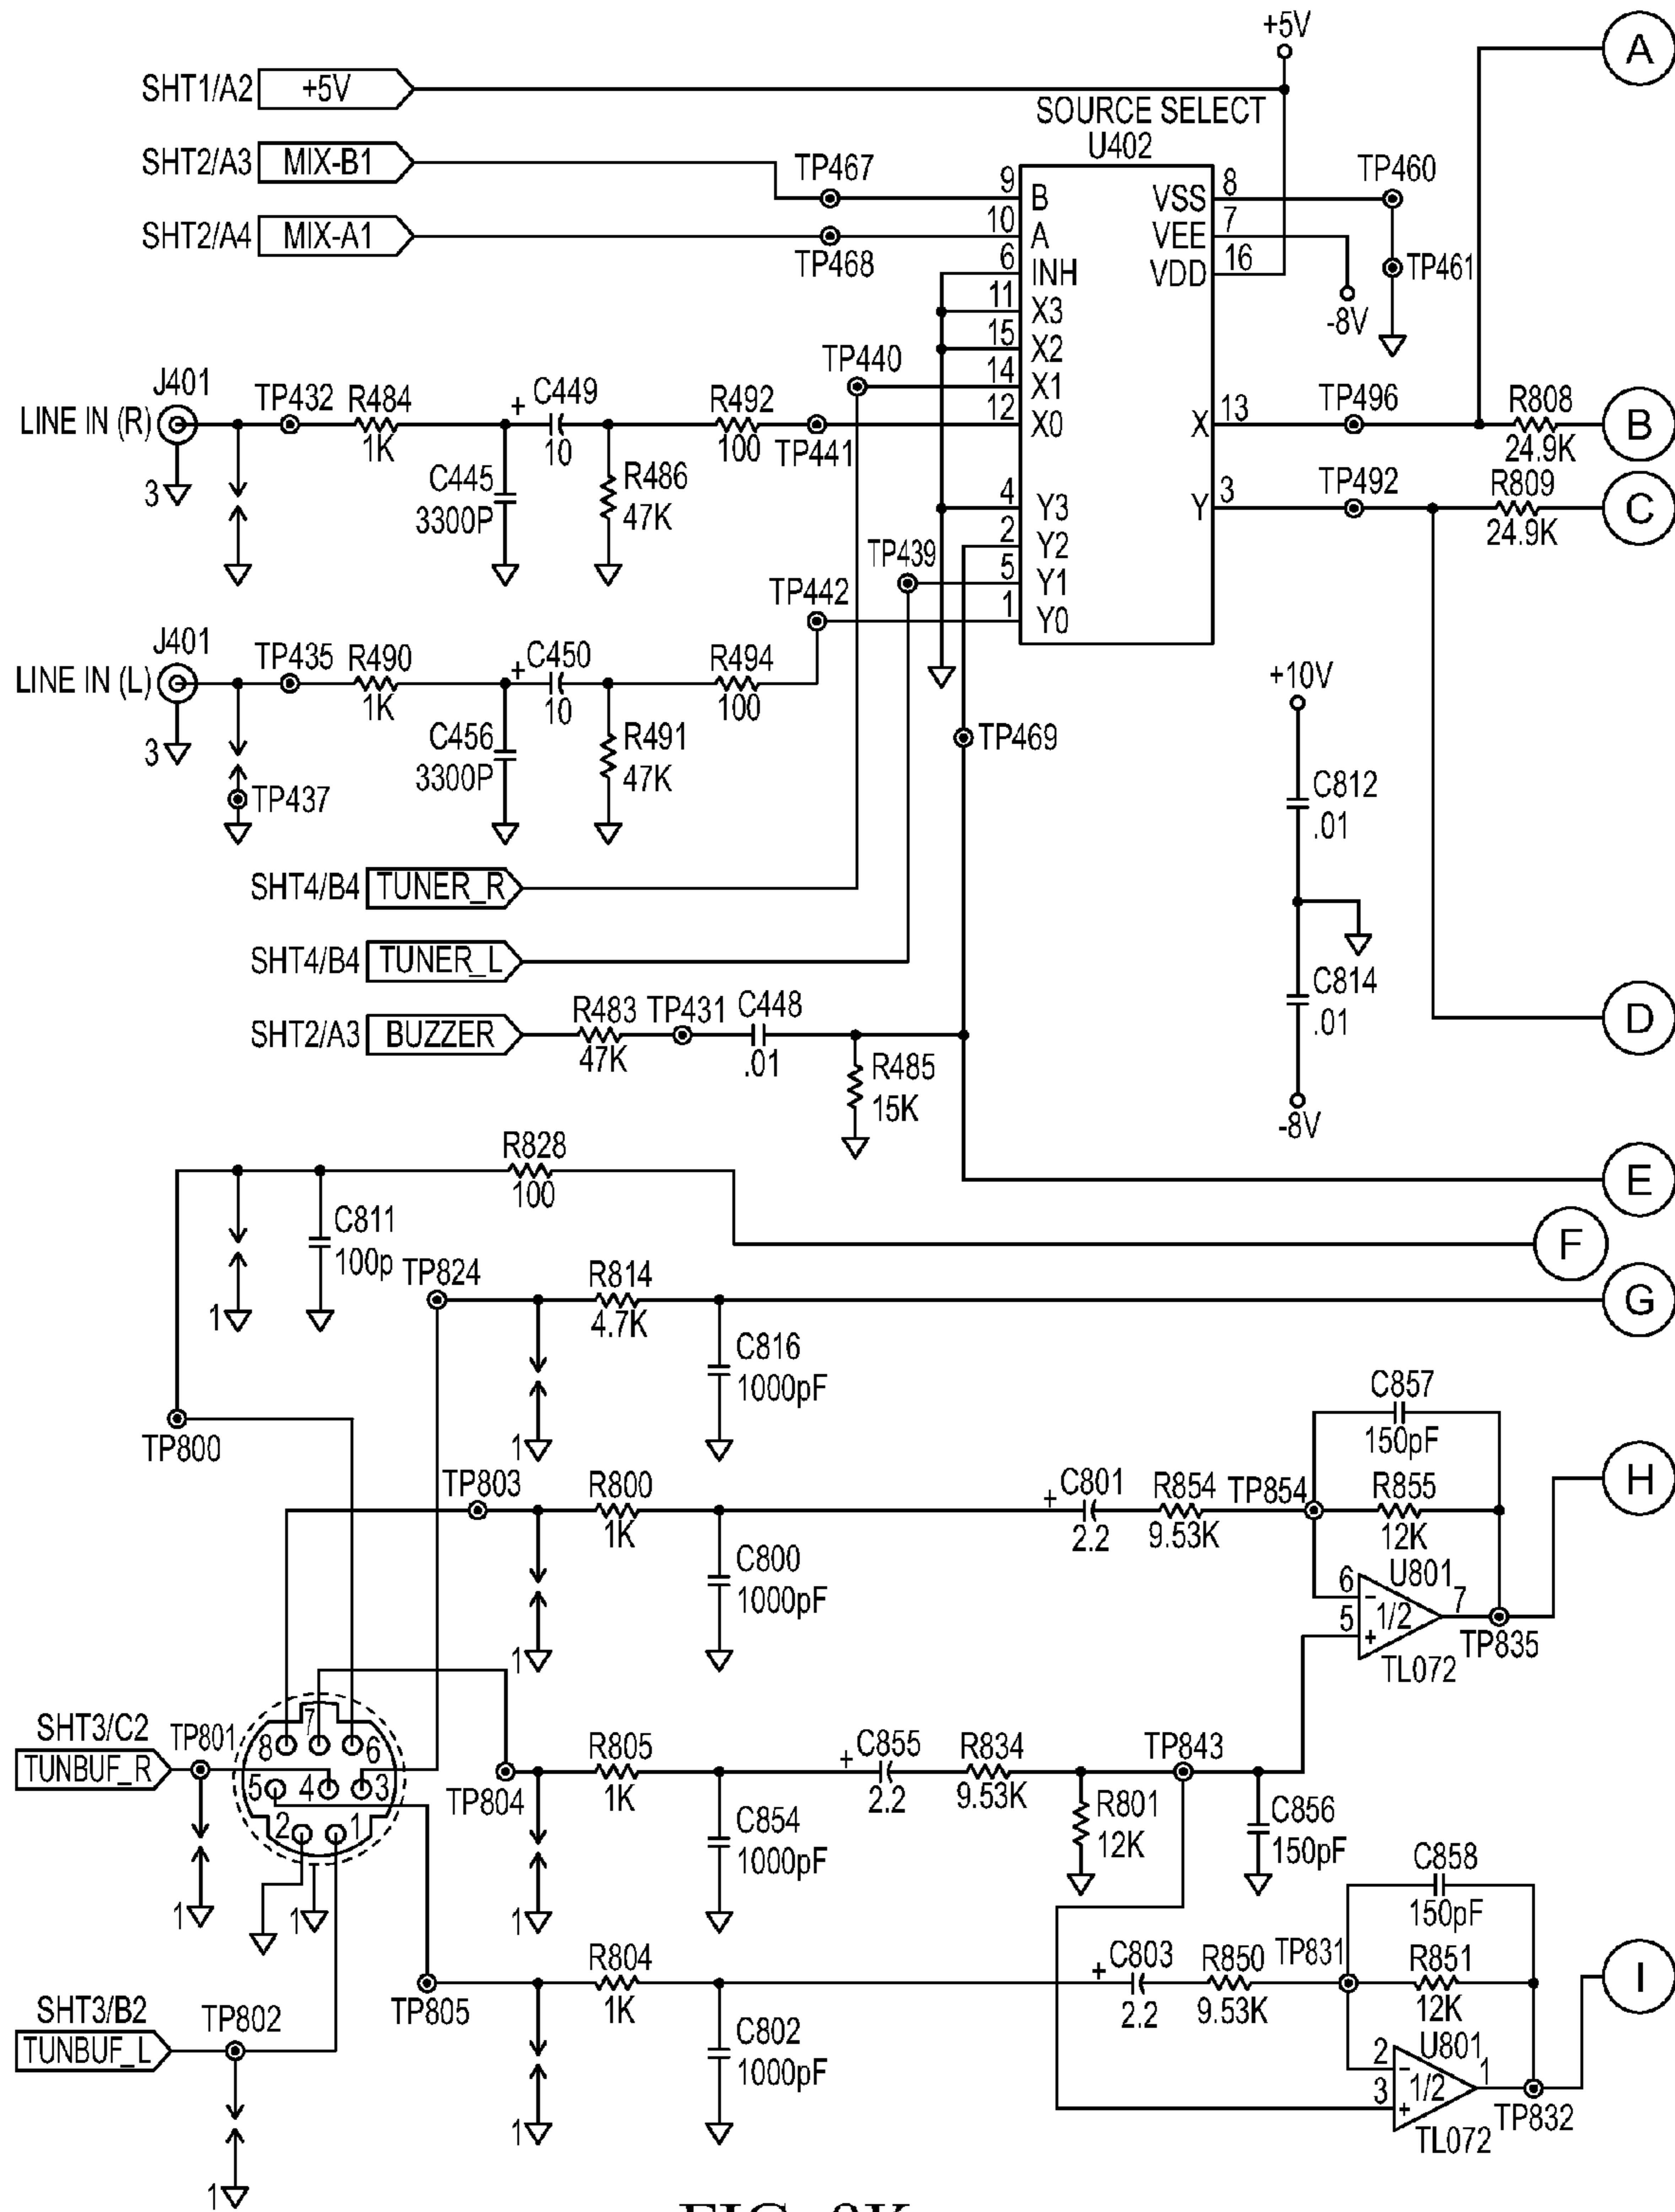 +5V
A
SHT1/A2 +5V
SOURCE SELECT
U402
SHT2/A3 MIX-B1
TP467
9 B
VSS 8
TP460
SHT2/A4 MIX-A1
TP468
10 A
VEE 7
6 INH
VDD 16
TP461
11 X3
-8V
15 X2
TP440
14 X1
LINE IN (R)
J401
TP432
R484
1K
+ C449
10
R492
100
TP441
12 X0
X 13
TP496
R808
24.9K
B
3
C445
3300P
R486
47K
4 Y3
Y 3
TP492
R809
24.9K
C
2 Y2
TP439
5 Y1
TP442
1 Y0
LINE IN (L)
J401
TP435
R490
1K
+ C450
10
R494
100
3
TP437
C456
3300P
R491
47K
TP469
+10V
C812
.01
SHT4/B4 TUNER_R
SHT4/B4 TUNER_L
C814
.01
-8V
D
SHT2/A3 BUZZER
R483
47K
TP431
C448
.01
R485
15K
R828
100
E
C811
100p
F
1
TP824
R814
4.7K
G
C816
1000pF
1
TP800
C857
150pF
TP803
R800
1K
+ C801
2.2
R854
9.53K
TP854
R855
12K
H
C800
1000pF
1
6 -
5 +
U801
1/2
7
TL072
TP835
SHT3/C2
TUNBUF_R
TP801
8 7 6
5 4 3
2 1
TP804
R805
1K
+ C855
2.2
R834
9.53K
TP843
C854
1000pF
R801
12K
C856
150pF
1
1
1
C858
150pF
TP805
R804
1K
+ C803
2.2
R850
9.53K
TP831
R851
12K
I
SHT3/B2
TUNBUF_L
TP802
C802
1000pF
2 -
3 +
U801
1/2
1
TL072
TP832
1
1